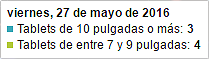 viernes, 27 de mayo de 2016
Tablets de 10 pulgadas o más: 3
Tablets de entre 7 y 9 pulgadas: 4